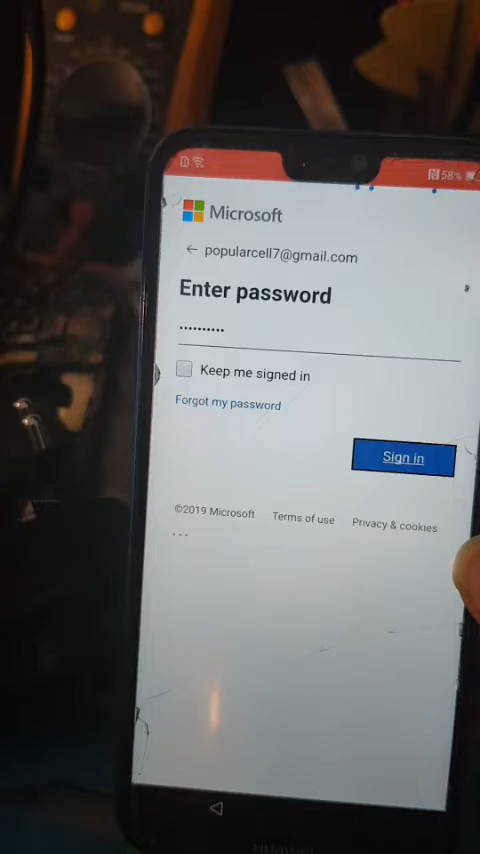 58%
Microsoft
← popularcell7@gmail.com
Enter password
••••••••••
Keep me signed in
Forgot my password
Sign in
©2019 Microsoft Terms of use Privacy & cookies
...
HUAWEI